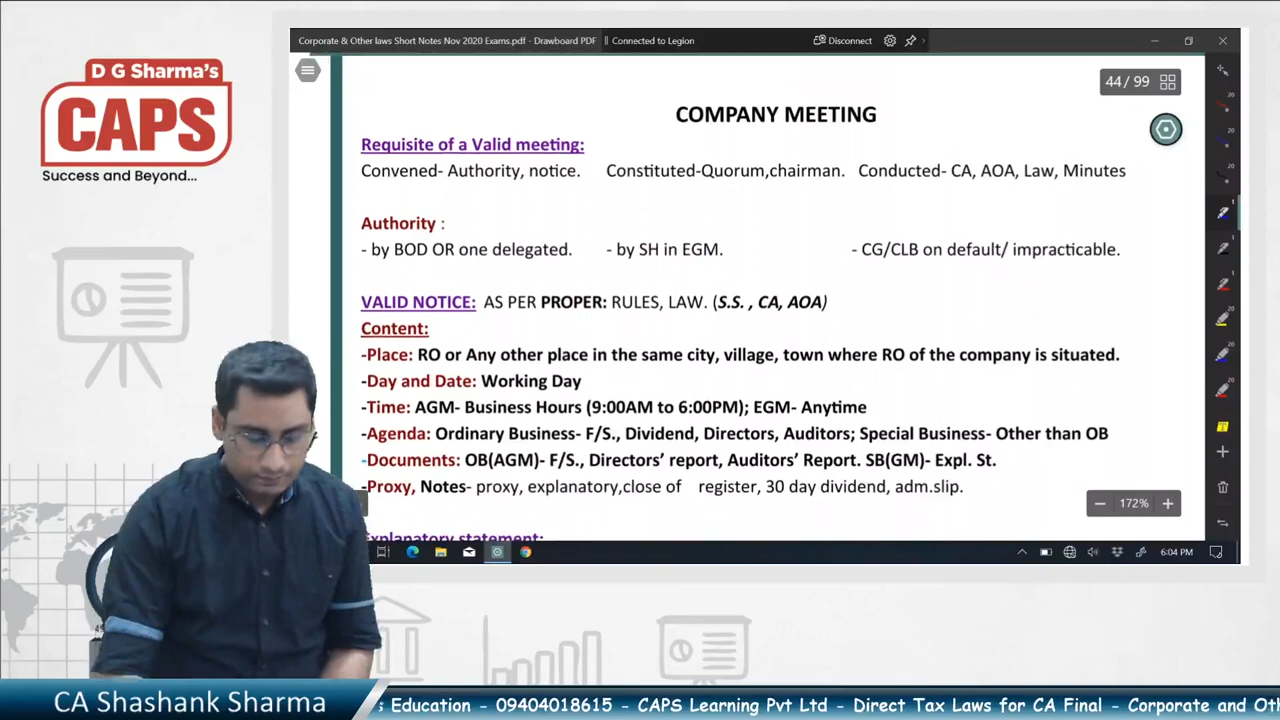 D G Sharma's
CAPS
Success and Beyond...
Corporate & Other laws Short Notes Nov 2020 Exams.pdf - Drawboard PDF
Connected to Legion
Disconnect
44 / 99
COMPANY MEETING
Requisite of a Valid meeting:
Convened- Authority, notice. Constituted-Quorum,chairman. Conducted- CA, AOA, Law, Minutes
Authority :
- by BOD OR one delegated. - by SH in EGM. - CG/CLB on default/ impracticable.
VALID NOTICE: AS PER PROPER: RULES, LAW. (S.S. , CA, AOA)
Content:
-Place: RO or Any other place in the same city, village, town where RO of the company is situated.
-Day and Date: Working Day
-Time: AGM- Business Hours (9:00AM to 6:00PM); EGM- Anytime
-Agenda: Ordinary Business- F/S., Dividend, Directors, Auditors; Special Business- Other than OB
-Documents: OB(AGM)- F/S., Directors' report, Auditors' Report. SB(GM)- Expl. St.
-Proxy, Notes- proxy, explanatory,close of register, 30 day dividend, adm.slip.
172%
Explanatory statement:
6:04 PM
CA Shashank Sharma
s Education - 09404018615 - CAPS Learning Pvt Ltd - Direct Tax Laws for CA Final - Corporate and Oth